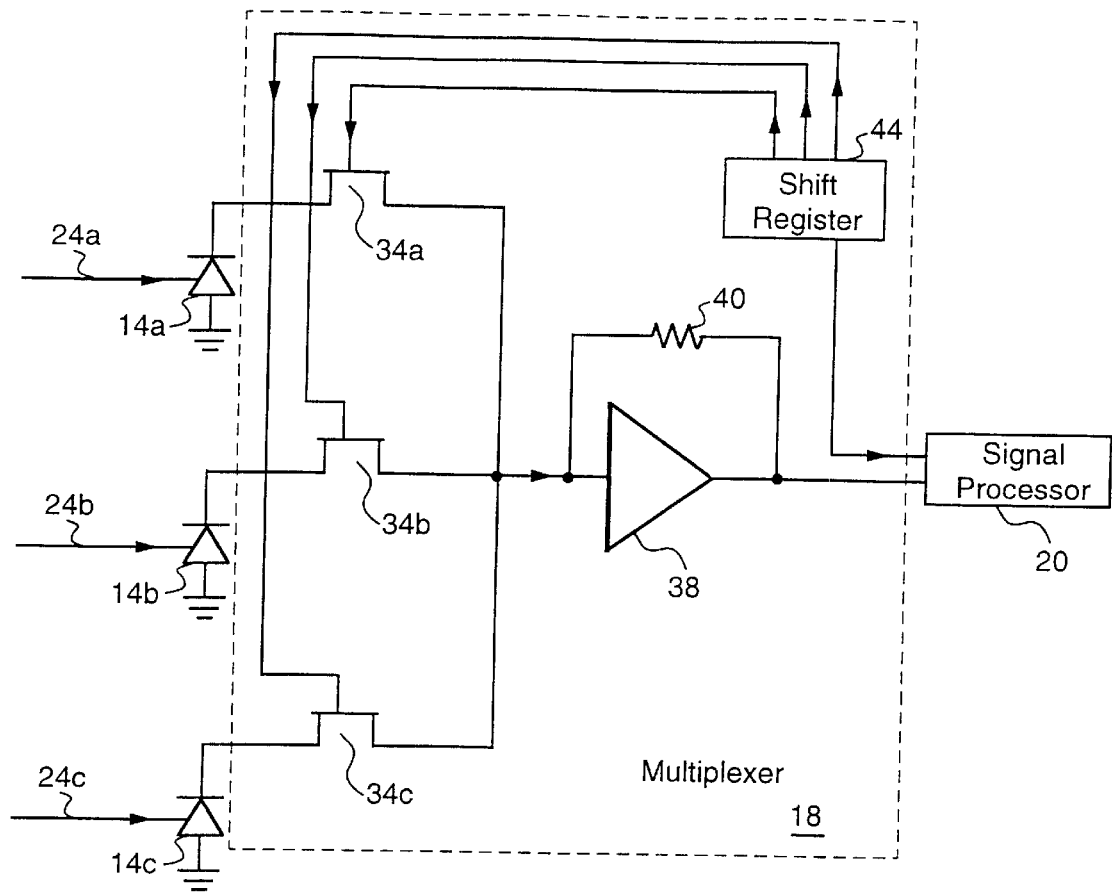 44
Shift
Register
24a
34a
14a
40
Signal
Processor
24b
34b
38
20
14b
Multiplexer
24c
34c
18
14c